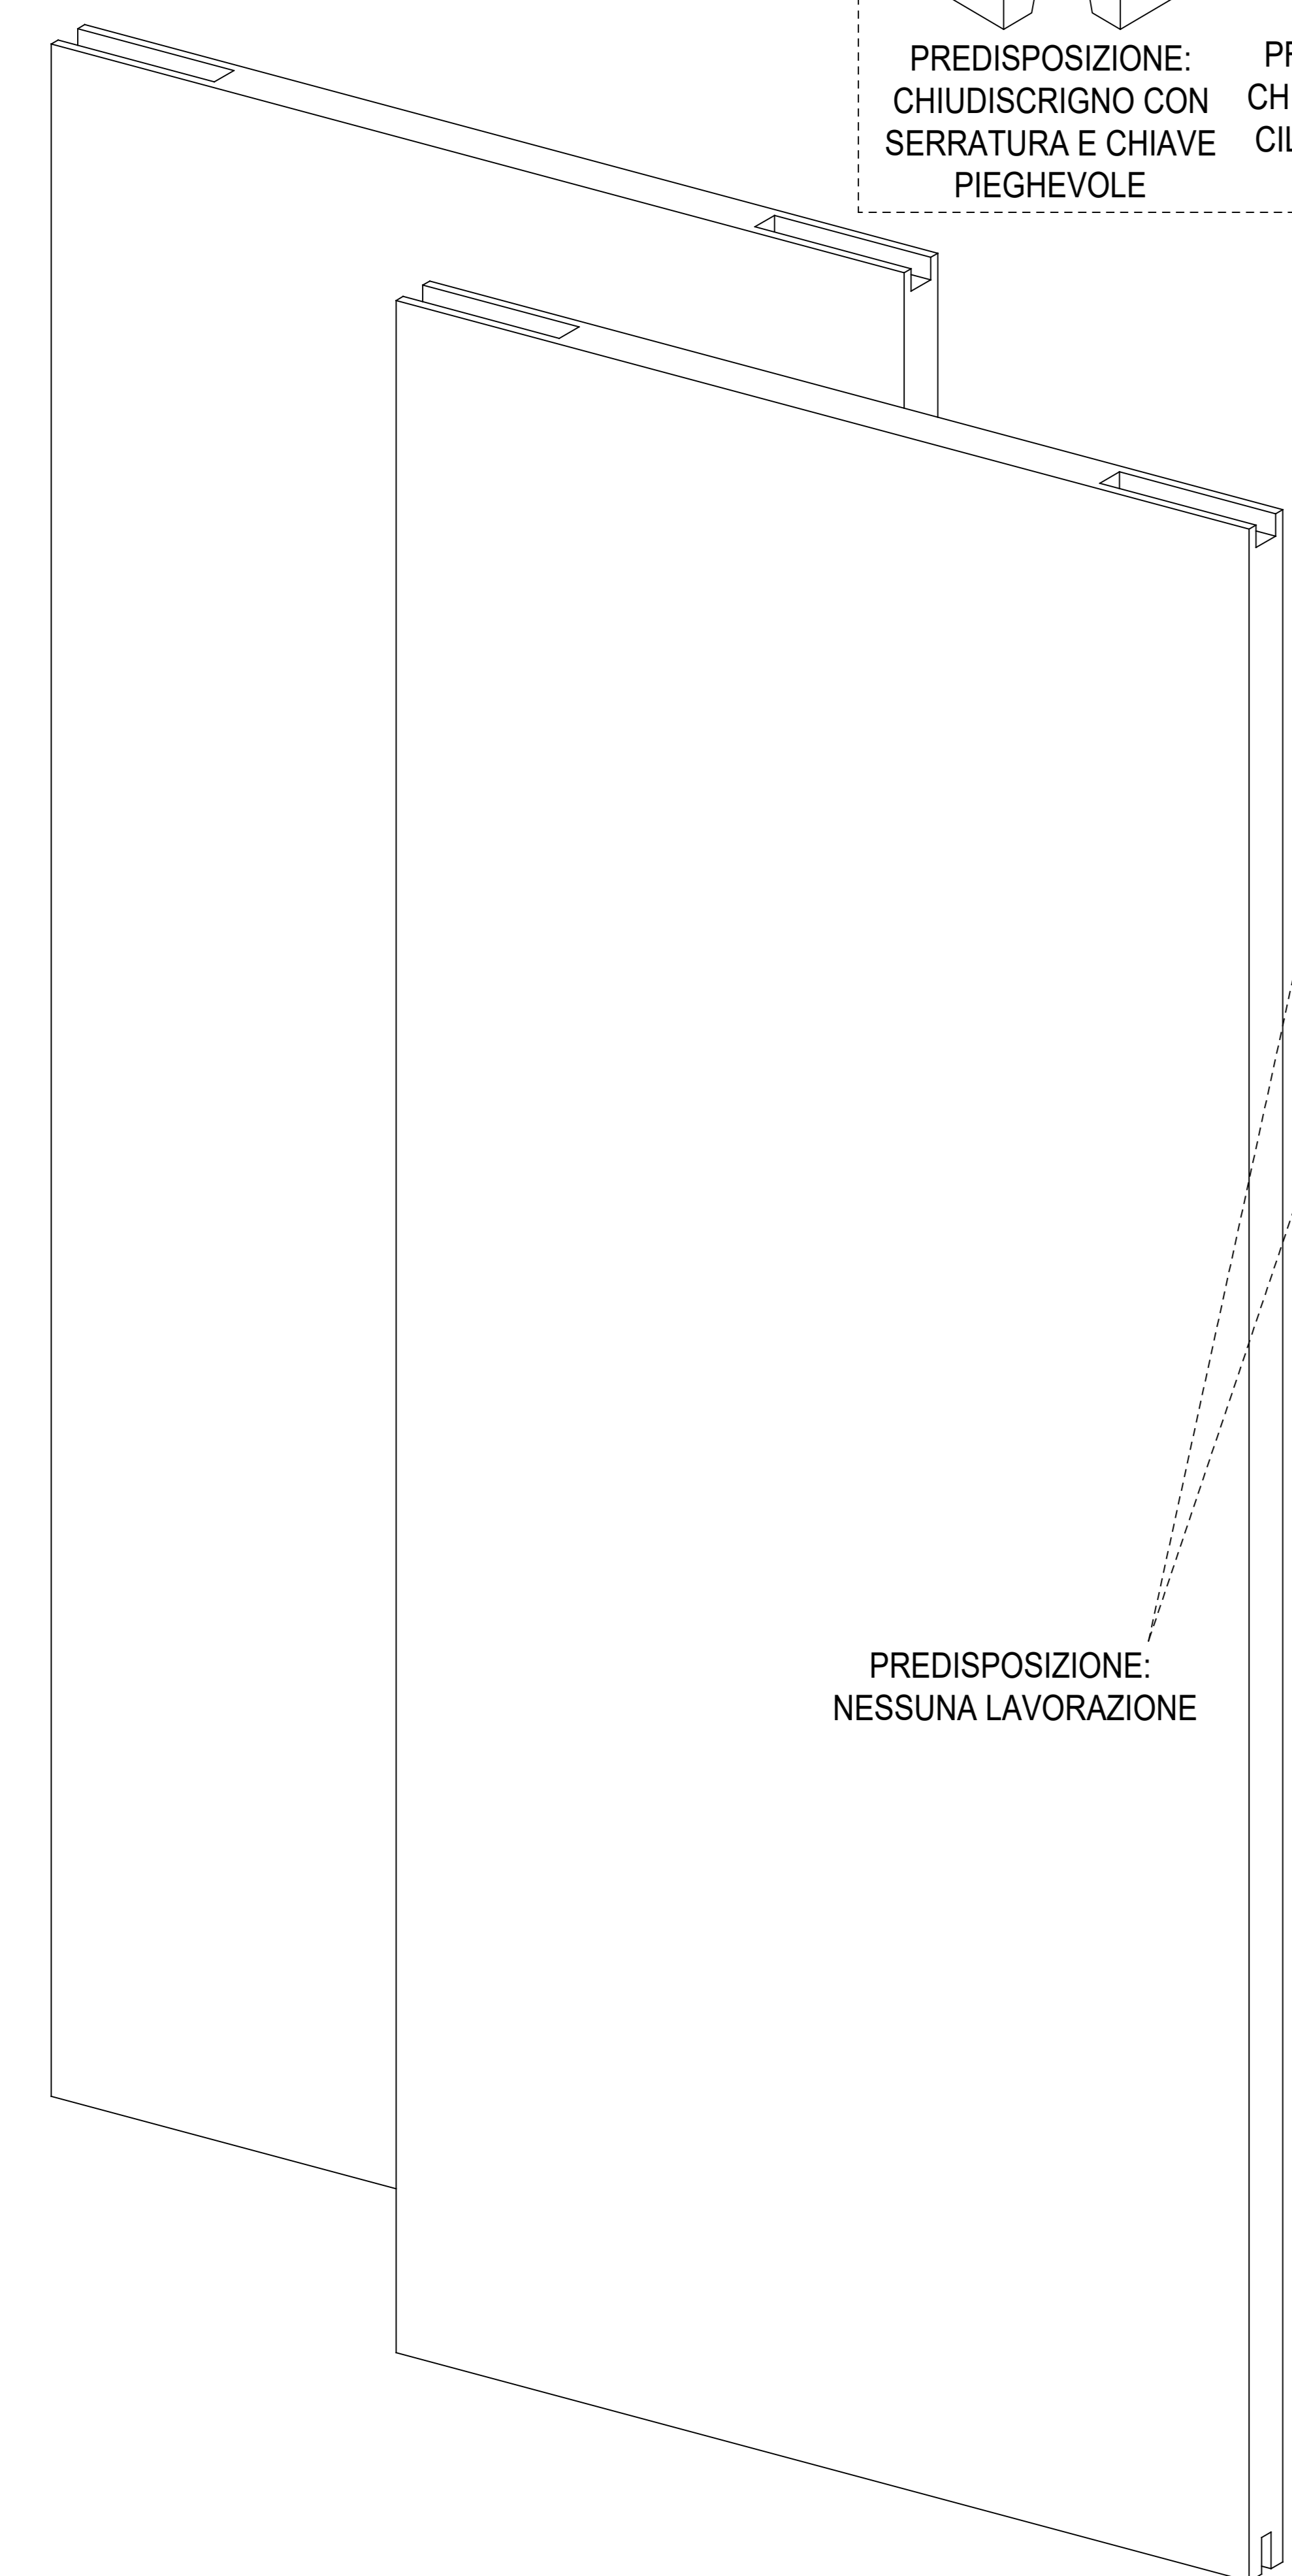 PREDISPOSIZIONE:
CHIUDISCRIGNO CON
SERRATURA E CHIAVE
PIEGHEVOLE
PREDISPOSIZIONE:
NESSUNA LAVORAZIONE